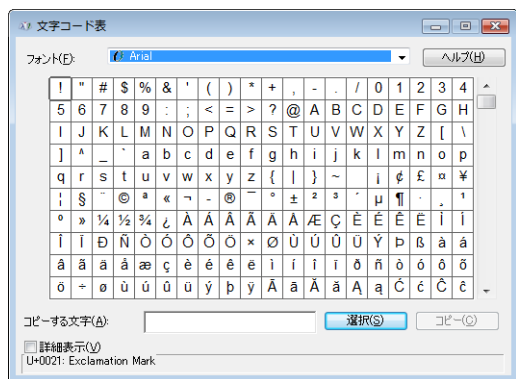 文字コード表
フォント(F): Arial ヘルプ(H)
! " # $ % & ' ( ) * + , - . / 0 1 2 3 4
5 6 7 8 9 : ; < = > ? @ A B C D E F G H
I J K L M N O P Q R S T U V W X Y Z [ \
] ^ _ ` a b c d e f g h i j k l m n o p
q r s t u v w x y z { | } ~ ¡ ¢ £ ¤ ¥
¦ § ¨ © ª « ¬ - ® ¯ ° ± ² ³ ´ µ ¶ · ¸ ¹
º » ¼ ½ ¾ ¿ À Á Â Ã Ä Å Æ Ç È É Ê Ë Ì Í
Î Ï Ð Ñ Ò Ó Ô Õ Ö × Ø Ù Ú Û Ü Ý Þ ß à á
â ã ä å æ ç è é ê ë ì í î ï ð ñ ò ó ô õ
ö ÷ ø ù ú û ü ý þ ÿ Ā ā Ă ă Ą ą Ć ć Ĉ ĉ
コピーする文字(A): 選択(S) コピー(C)
詳細表示(V)
U+0021: Exclamation Mark